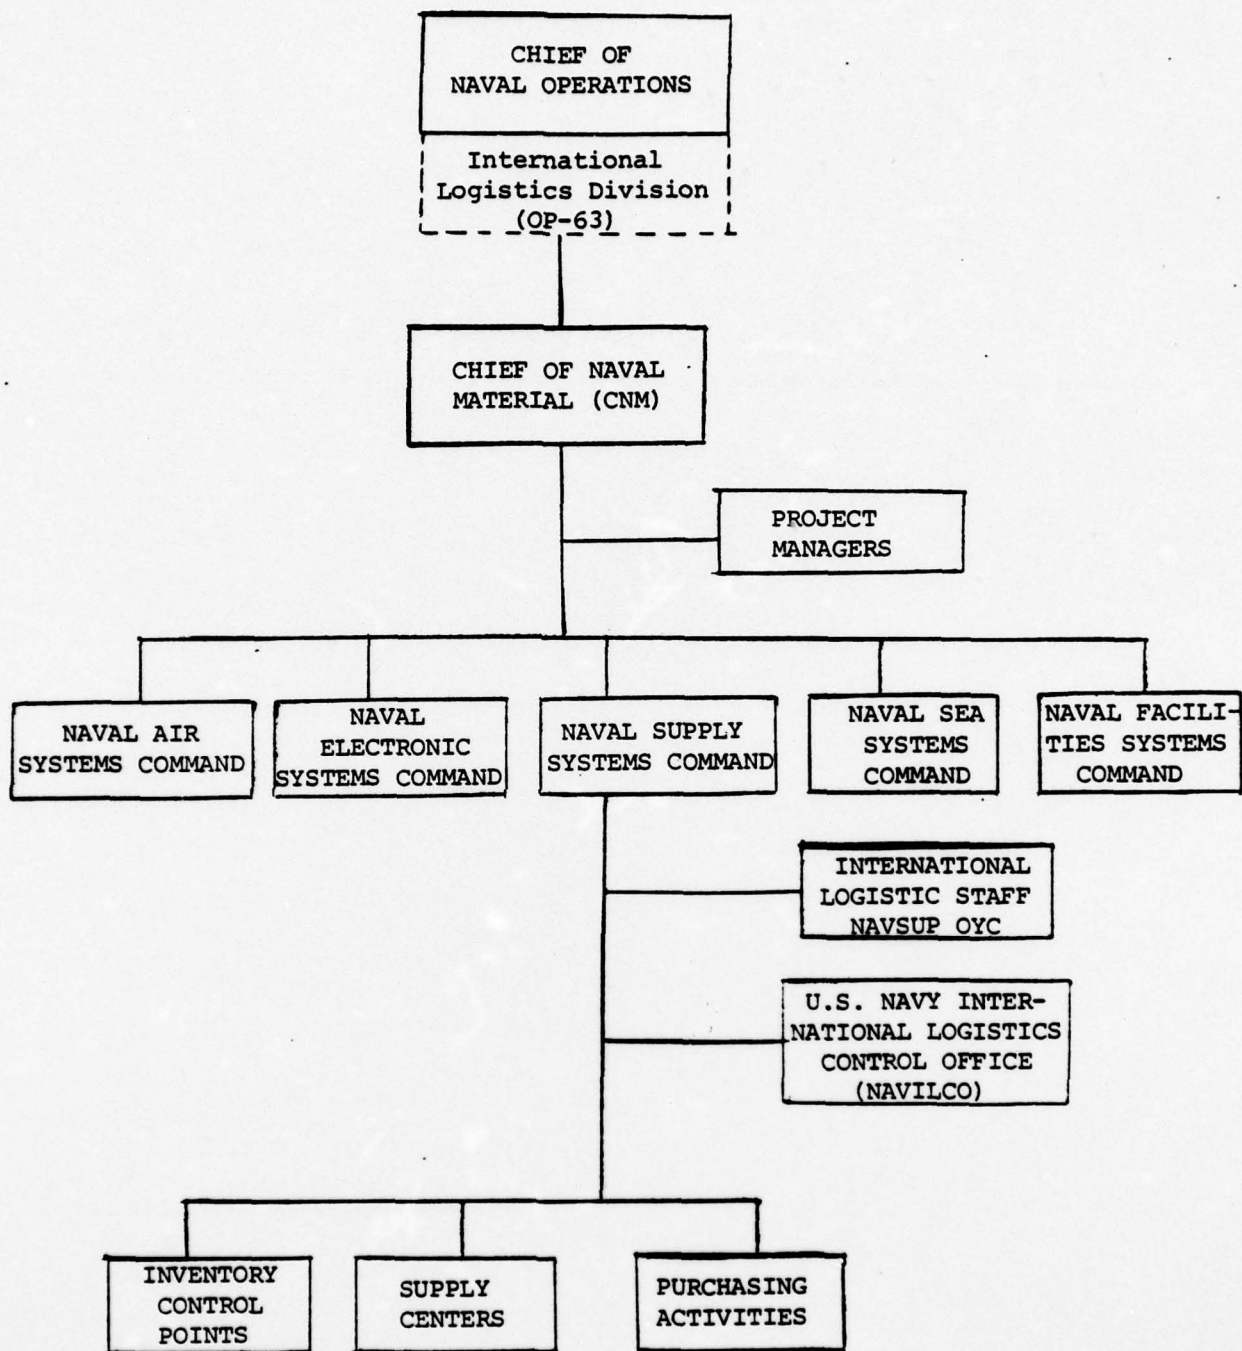 CHIEF OF
NAVAL OPERATIONS
International
Logistics Division
(OP-63)
CHIEF OF NAVAL
MATERIAL (CNM)
PROJECT
MANAGERS
NAVAL AIR
SYSTEMS COMMAND
NAVAL
ELECTRONIC
SYSTEMS COMMAND
NAVAL SUPPLY
SYSTEMS COMMAND
NAVAL SEA
SYSTEMS
COMMAND
NAVAL FACILI-
TIES SYSTEMS
COMMAND
INTERNATIONAL
LOGISTIC STAFF
NAVSUP OYC
U.S. NAVY INTER-
NATIONAL LOGISTICS
CONTROL OFFICE
(NAVILCO)
INVENTORY
CONTROL
POINTS
SUPPLY
CENTERS
PURCHASING
ACTIVITIES